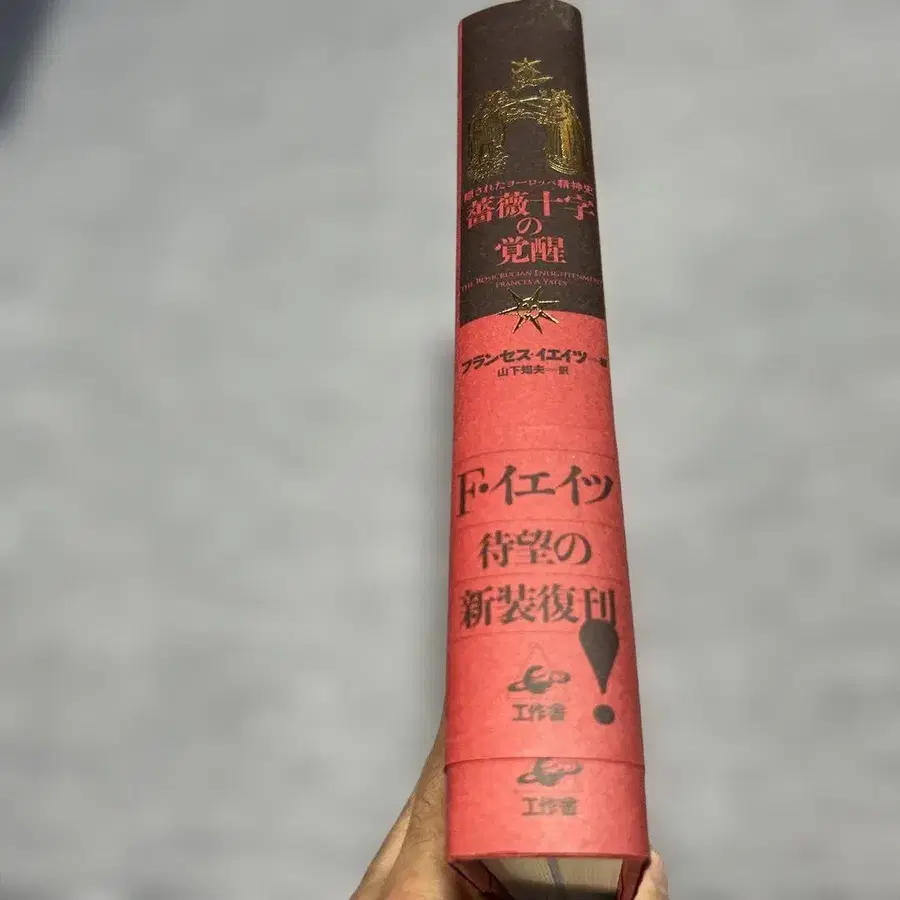 隠されたヨーロッパ精神史
薔薇十字
の
覚醒
THE ROSICRUCIAN ENLIGHTENMENT
FRANCES A YATES
フランセス・イエイツ—著
山下知夫—訳
F・イエイツ
待望の
新装復刊!
工作舎
工作舎